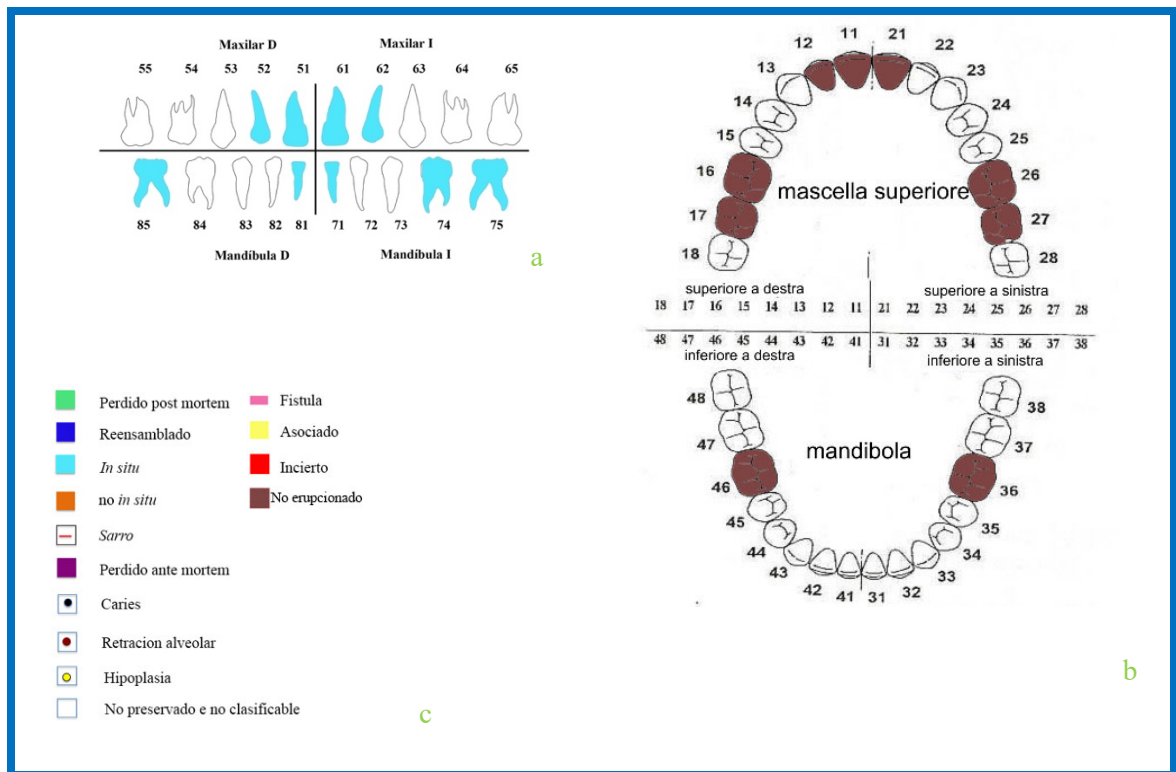 Maxilar D Maxilar I
55 54 53 52 51 61 62 63 64 65
85 84 83 82 81 71 72 73 74 75
Mandíbula D Mandíbula I
a
12 11 21 22
13 23
14 24
15 25
16 26
mascella superiore
17 27
18 28
superiore a destra superiore a sinistra
18 17 16 15 14 13 12 11 21 22 23 24 25 26 27 28
48 47 46 45 44 43 42 41 31 32 33 34 35 36 37 38
inferiore a destra inferiore a sinistra
48 38
47 37
mandibola
46 36
45 35
44 34
43 33
42 41 31 32
b
Perdido post mortem
Reensamblado
In situ
no in situ
Sarro
Perdido ante mortem
Caries
Retracion alveolar
Hipoplasia
No preservado e no clasificable
Fistula
Asociado
Incierto
No erupcionado
c